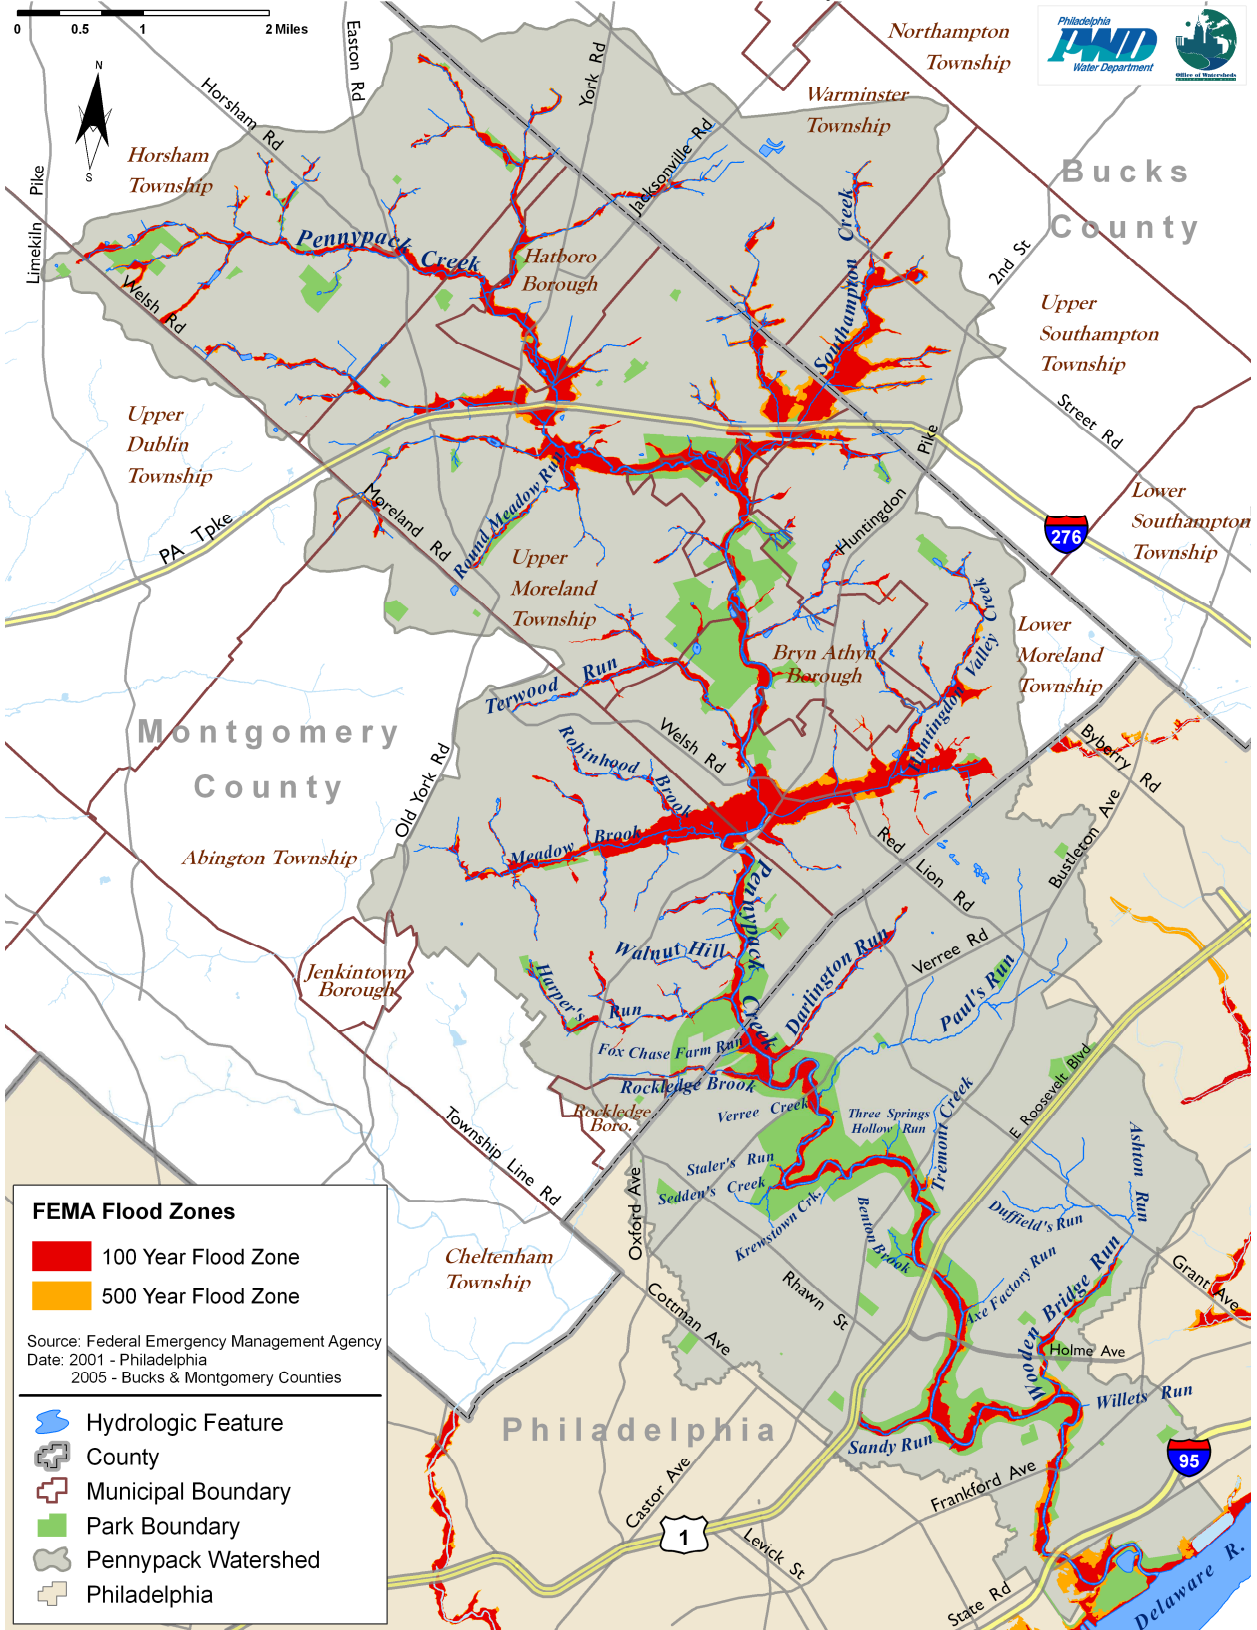 0 0.5 1 2 Miles
N
S
Philadelphia
PWD
Water Department
Office of Watersheds
Northampton
Township
Warminster
Township
Bucks
County
Horsham
Township
Limekiln Pike
Easton Rd
Horsham Rd
York Rd
Jacksonville Rd
Pennypack Creek
Hatboro
Borough
Southampton Creek
2nd St Pike
Upper
Southampton
Township
Welsh Rd
Upper
Dublin
Township
Street Rd
Lower
Southampton
Township
276
PA Tpke
Moreland Rd
Round Meadow Run
Huntingdon
Upper
Moreland
Township
Huntingdon Valley Creek
Lower
Moreland
Township
Bryn Athyn
Borough
Terwood Run
Welsh Rd
Robinhood Brook
Montgomery
County
Old York Rd
Byberry Rd
Meadow Brook
Abington Township
Red Lion Rd
Bustleton Ave
Pennypack Creek
Walnut Hill
Verree Rd
Jenkintown
Borough
Harper's Run
Darlington Run
Paul's Run
Fox Chase Farm Run
Rockledge Brook
Rockledge
Boro.
Verree Creek
Three Springs
Hollow Run
Tremont Creek
E Roosevelt Blvd
Ashton Run
Township Line Rd
Staler's Run
Sedden's Creek
Krewstown Crk.
Benton Brook
Duffield's Run
Oxford Ave
Cheltenham
Township
Rhawn St
Axe Factory Run
Wooden Bridge Run
Grant Ave
Cottman Ave
Holme Ave
Willets Run
Philadelphia
Sandy Run
95
Frankford Ave
Castor Ave
1
Levick St
State Rd
Delaware R.
FEMA Flood Zones
100 Year Flood Zone
500 Year Flood Zone
Source: Federal Emergency Management Agency
Date: 2001 - Philadelphia
2005 - Bucks & Montgomery Counties
Hydrologic Feature
County
Municipal Boundary
Park Boundary
Pennypack Watershed
Philadelphia